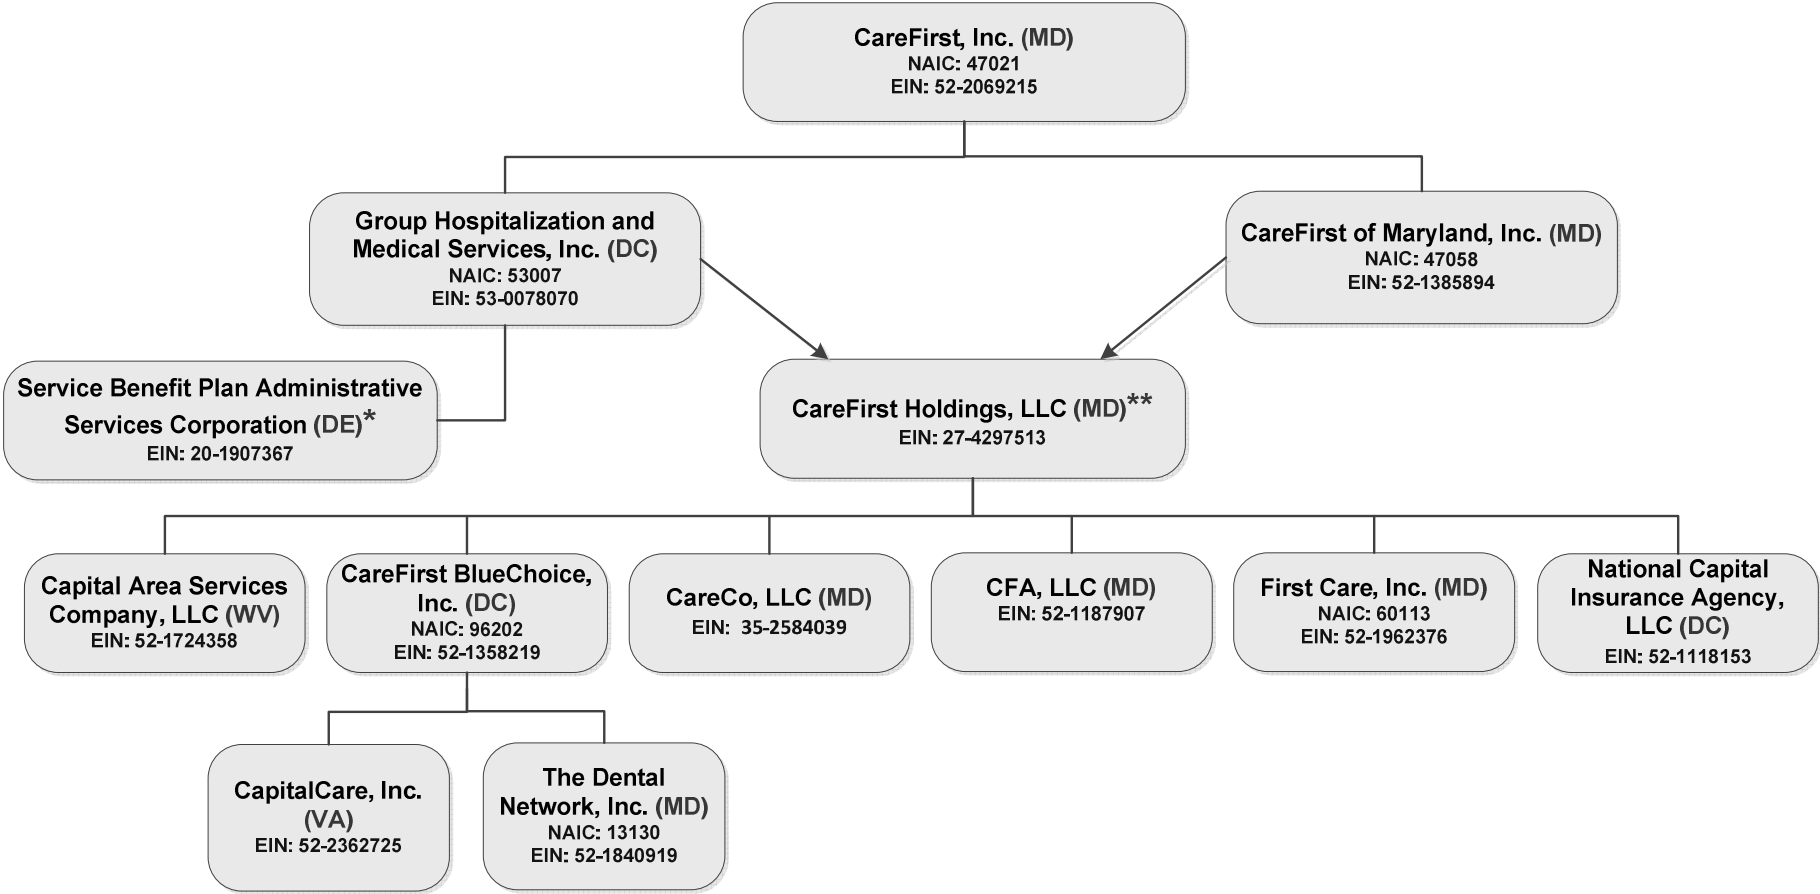 CareFirst, Inc. (MD)
NAIC: 47021
EIN: 52-2069215
Group Hospitalization and
Medical Services, Inc. (DC)
NAIC: 53007
EIN: 53-0078070
CareFirst of Maryland, Inc. (MD)
NAIC: 47058
EIN: 52-1385894
Service Benefit Plan Administrative
Services Corporation (DE)*
EIN: 20-1907367
CareFirst Holdings, LLC (MD)**
EIN: 27-4297513
Capital Area Services
Company, LLC (WV)
EIN: 52-1724358
CareFirst BlueChoice,
Inc. (DC)
NAIC: 96202
EIN: 52-1358219
CareCo, LLC (MD)
EIN: 35-2584039
CFA, LLC (MD)
EIN: 52-1187907
First Care, Inc. (MD)
NAIC: 60113
EIN: 52-1962376
National Capital
Insurance Agency,
LLC (DC)
EIN: 52-1118153
CapitalCare, Inc.
(VA)
EIN: 52-2362725
The Dental
Network, Inc. (MD)
NAIC: 13130
EIN: 52-1840919